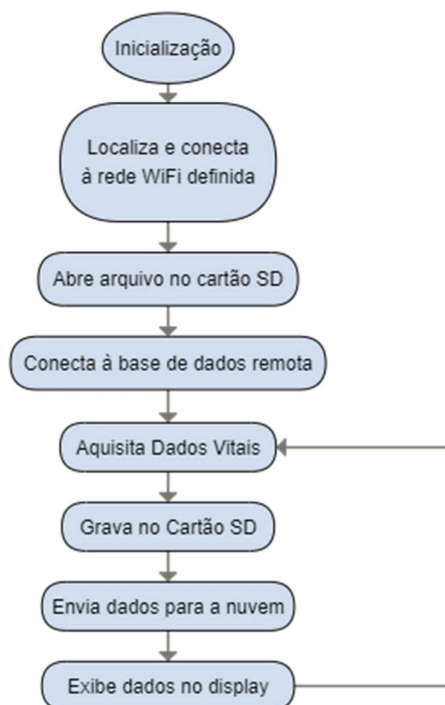 Inicialização
Localiza e conecta
à rede WiFi definida
Abre arquivo no cartão SD
Conecta à base de dados remota
Aquisita Dados Vitais
Grava no Cartão SD
Envia dados para a nuvem
Exibe dados no display